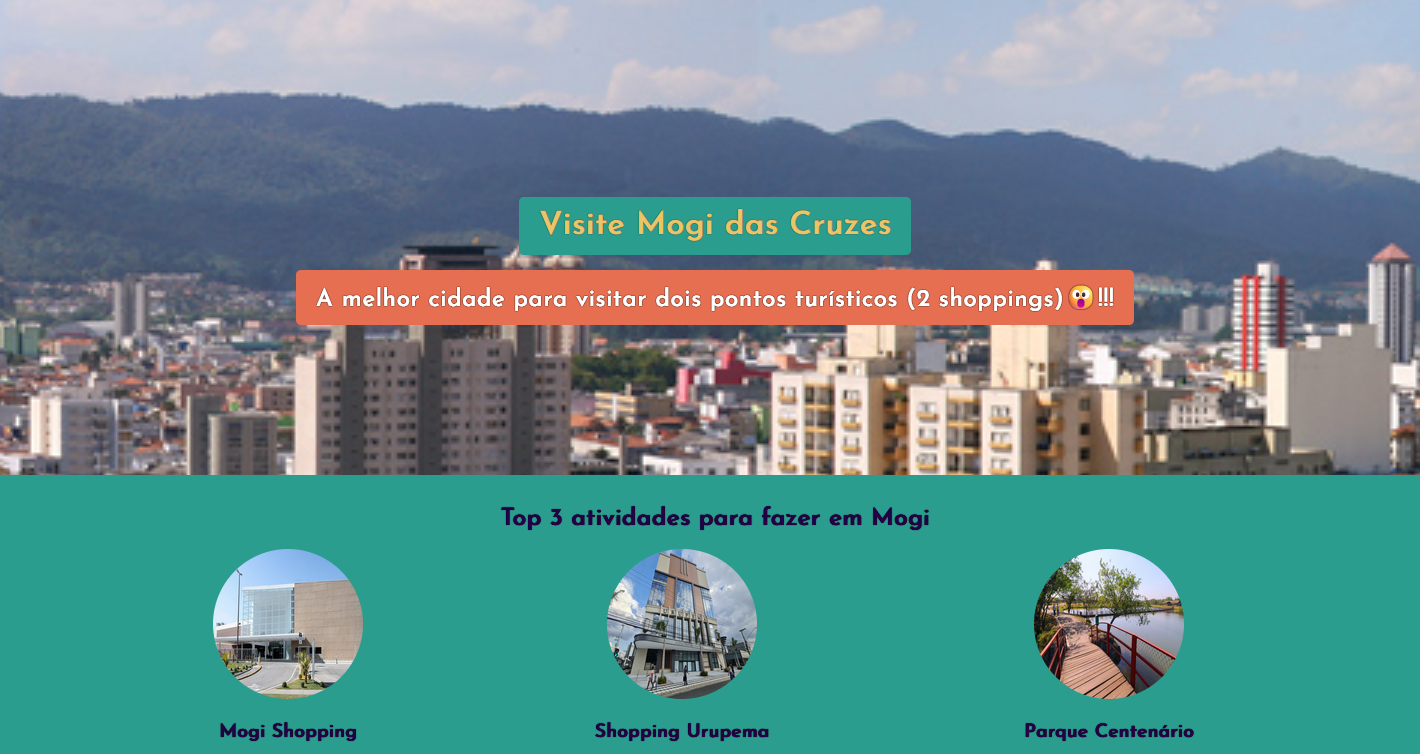 Visite Mogi das Cruzes
A melhor cidade para visitar dois pontos turísticos (2 shoppings)😲!!!
Top 3 atividades para fazer em Mogi
Mogi Shopping
Shopping Urupema
Parque Centenário